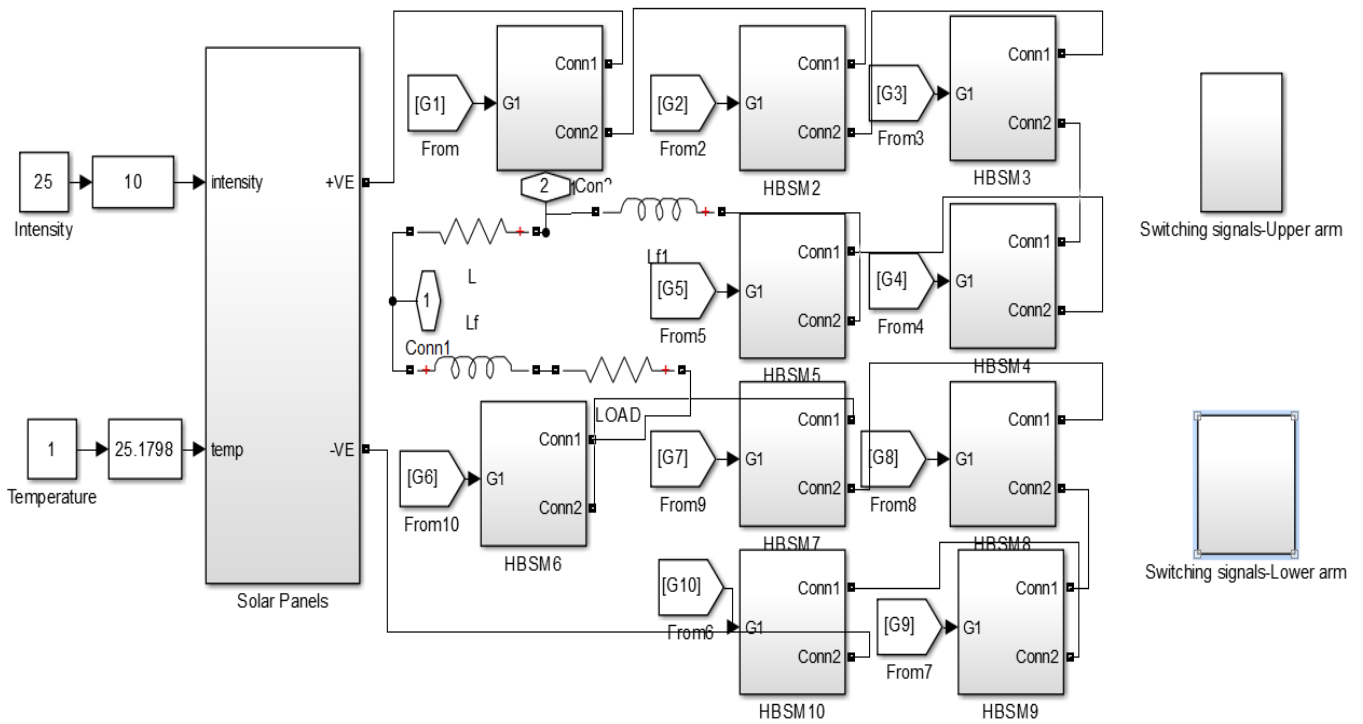 Conn1
G1
Conn2
[G1]
From
Conn1
G1
Conn2
[G2]
From2
HBSM2
Conn1
G1
Conn2
[G3]
From3
HBSM3
Switching signals-Upper arm
25
Intensity
10
intensity
+VE
2
L
Lf1
1
Conn1
Lf
[G5]
From5
Conn1
G1
Conn2
HBSM5
[G4]
From4
Conn1
G1
Conn2
HBSM4
1
Temperature
25.1798
temp
-VE
Solar Panels
LOAD
[G6]
From10
Conn1
G1
Conn2
HBSM6
[G7]
From9
Conn1
G1
Conn2
HBSM7
[G8]
From8
Conn1
G1
Conn2
HBSM8
[G10]
From6
Conn1
G1
Conn2
HBSM10
[G9]
From7
Conn1
G1
Conn2
HBSM9
Switching signals-Lower arm